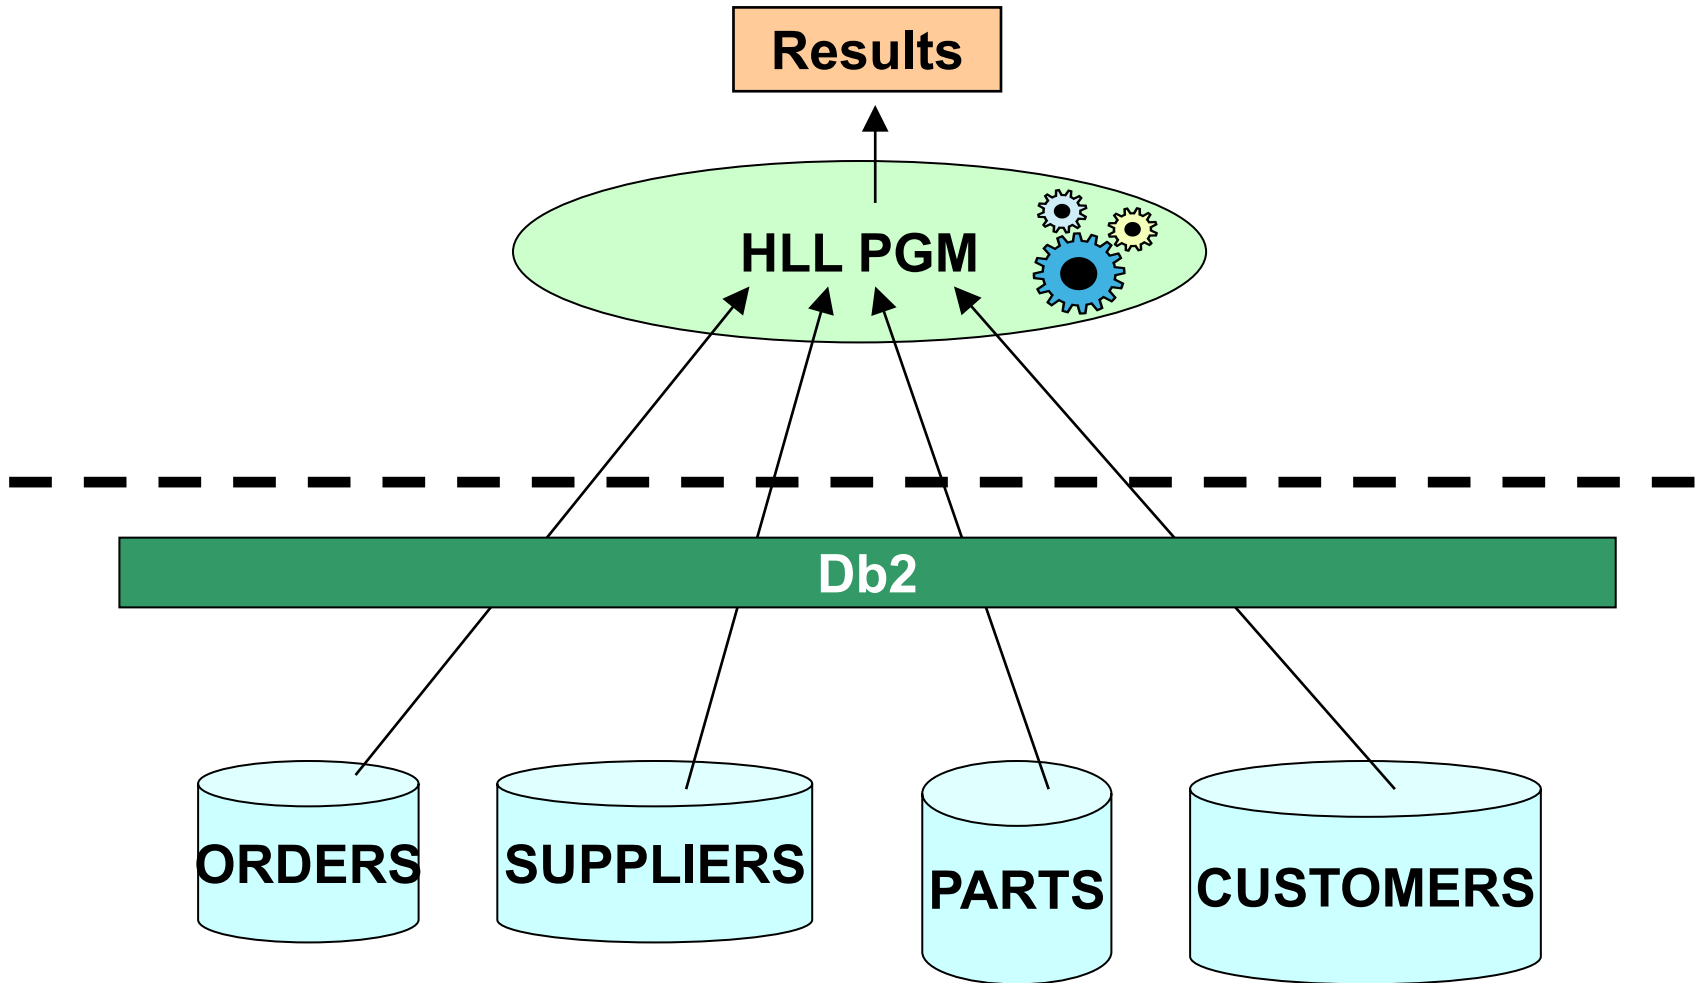 Results
HLL PGM
Db2
ORDERS
SUPPLIERS
PARTS
CUSTOMERS